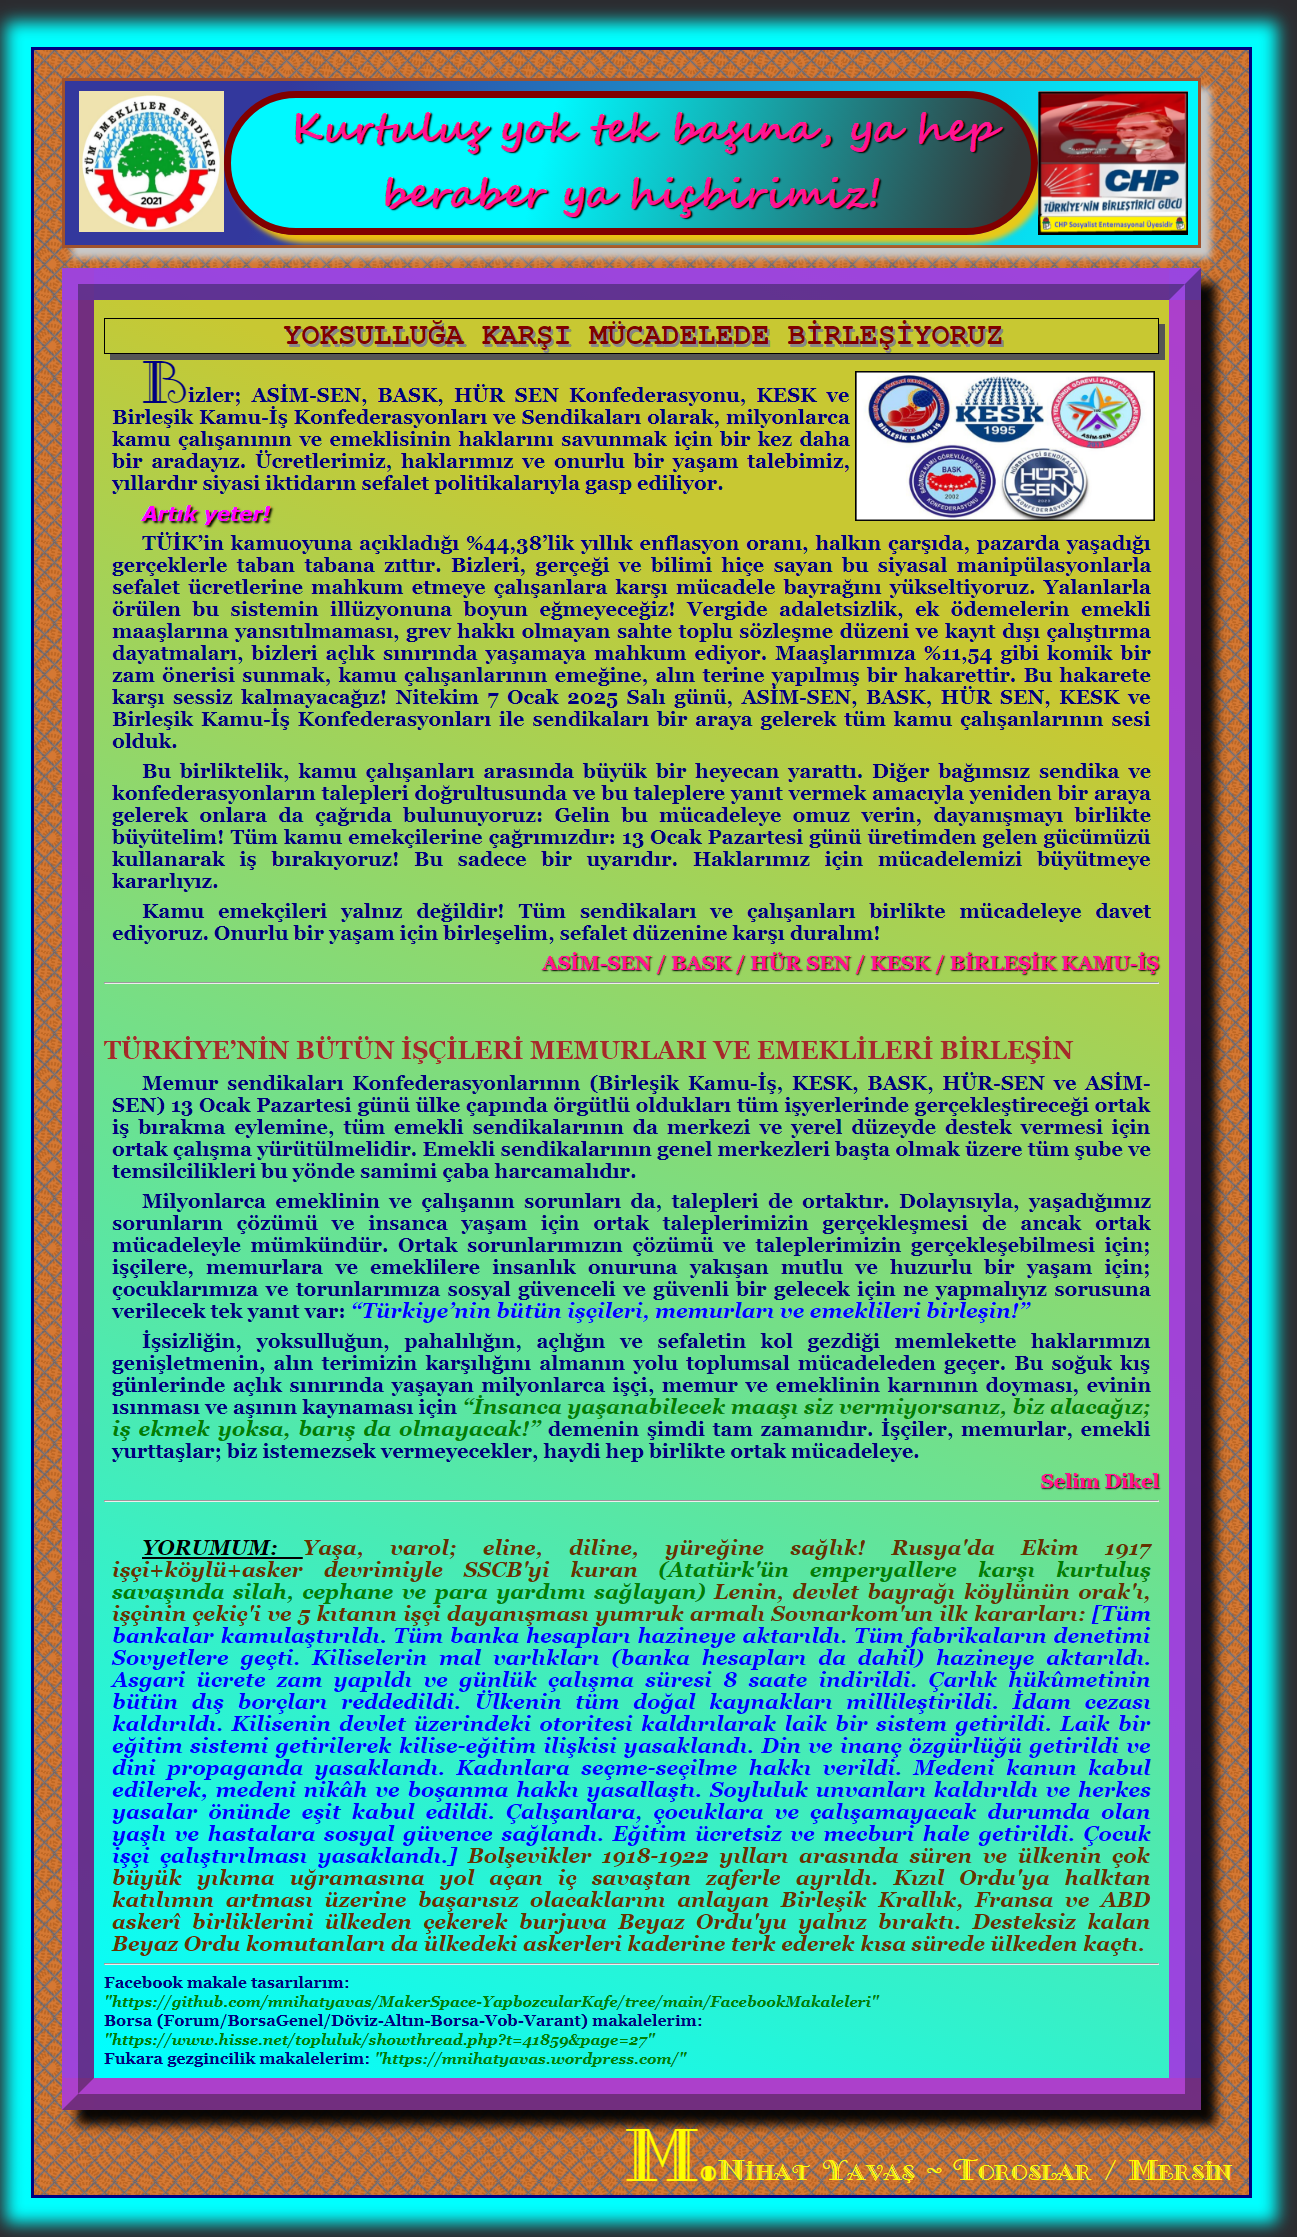 TÜM EMEKLİLER SENDİKASI
2021
Kurtuluş yok tek başına, ya hep
beraber ya hiçbirimiz!
CHP
CHP
TÜRKİYE'NİN BİRLEŞTİRİCİ GÜCÜ
CHP Sosyalist Enternasyonal Üyesidir
YOKSULLUĞA KARŞI MÜCADELEDE BİRLEŞİYORUZ
Bizler; ASİM-SEN, BASK, HÜR SEN Konfederasyonu, KESK ve
Birleşik Kamu-İş Konfederasyonları ve Sendikaları olarak, milyonlarca
kamu çalışanının ve emeklisinin haklarını savunmak için bir kez daha
bir aradayız. Ücretlerimiz, haklarımız ve onurlu bir yaşam talebimiz,
yıllardır siyasi iktidarın sefalet politikalarıyla gasp ediliyor.
BİRLEŞİK KAMU-İŞ
KESK
1995
ASİM-SEN
BASK
2002
HÜR
SEN
KONFEDERASYONU
Artık yeter!
TÜİK’in kamuoyuna açıkladığı %44,38’lik yıllık enflasyon oranı, halkın çarşıda, pazarda yaşadığı
gerçeklerle taban tabana zıttır. Bizleri, gerçeği ve bilimi hiçe sayan bu siyasal manipülasyonlarla
sefalet ücretlerine mahkum etmeye çalışanlara karşı mücadele bayrağını yükseltiyoruz. Yalanlarla
örülen bu sistemin illüzyonuna boyun eğmeyeceğiz! Vergide adaletsizlik, ek ödemelerin emekli
maaşlarına yansıtılmaması, grev hakkı olmayan sahte toplu sözleşme düzeni ve kayıt dışı çalıştırma
dayatmaları, bizleri açlık sınırında yaşamaya mahkum ediyor. Maaşlarımıza %11,54 gibi komik bir
zam önerisi sunmak, kamu çalışanlarının emeğine, alın terine yapılmış bir hakarettir. Bu hakarete
karşı sessiz kalmayacağız! Nitekim 7 Ocak 2025 Salı günü, ASİM-SEN, BASK, HÜR SEN, KESK ve
Birleşik Kamu-İş Konfederasyonları ile sendikaları bir araya gelerek tüm kamu çalışanlarının sesi
olduk.
Bu birliktelik, kamu çalışanları arasında büyük bir heyecan yarattı. Diğer bağımsız sendika ve
konfederasyonların talepleri doğrultusunda ve bu taleplere yanıt vermek amacıyla yeniden bir araya
gelerek onlara da çağrıda bulunuyoruz: Gelin bu mücadeleye omuz verin, dayanışmayı birlikte
büyütelim! Tüm kamu emekçilerine çağrımızdır: 13 Ocak Pazartesi günü üretimden gelen gücümüzü
kullanarak iş bırakıyoruz! Bu sadece bir uyarıdır. Haklarımız için mücadelemizi büyütmeye
kararlıyız.
Kamu emekçileri yalnız değildir! Tüm sendikaları ve çalışanları birlikte mücadeleye davet
ediyoruz. Onurlu bir yaşam için birleşelim, sefalet düzenine karşı duralım!
ASİM-SEN / BASK / HÜR SEN / KESK / BİRLEŞİK KAMU-İŞ
TÜRKİYE’NİN BÜTÜN İŞÇİLERİ MEMURLARI VE EMEKLİLERİ BİRLEŞİN
Memur sendikaları Konfederasyonlarının (Birleşik Kamu-İş, KESK, BASK, HÜR-SEN ve ASİM-
SEN) 13 Ocak Pazartesi günü ülke çapında örgütlü oldukları tüm işyerlerinde gerçekleştireceği ortak
iş bırakma eylemine, tüm emekli sendikalarının da merkezi ve yerel düzeyde destek vermesi için
ortak çalışma yürütülmelidir. Emekli sendikalarının genel merkezleri başta olmak üzere tüm şube ve
temsilcilikleri bu yönde samimi çaba harcamalıdır.
Milyonlarca emeklinin ve çalışanın sorunları da, talepleri de ortaktır. Dolayısıyla, yaşadığımız
sorunların çözümü ve insanca yaşam için ortak taleplerimizin gerçekleşmesi de ancak ortak
mücadeleyle mümkündür. Ortak sorunlarımızın çözümü ve taleplerimizin gerçekleşebilmesi için;
işçilere, memurlara ve emeklilere insanlık onuruna yakışan mutlu ve huzurlu bir yaşam için;
çocuklarımıza ve torunlarımıza sosyal güvenceli ve güvenli bir gelecek için ne yapmalıyız sorusuna
verilecek tek yanıt var: “Türkiye’nin bütün işçileri, memurları ve emeklileri birleşin!”
İşsizliğin, yoksulluğun, pahalılığın, açlığın ve sefaletin kol gezdiği memlekette haklarımızı
genişletmenin, alın terimizin karşılığını almanın yolu toplumsal mücadeleden geçer. Bu soğuk kış
günlerinde açlık sınırında yaşayan milyonlarca işçi, memur ve emeklinin karnının doyması, evinin
ısınması ve aşının kaynaması için “İnsanca yaşanabilecek maaşı siz vermiyorsanız, biz alacağız;
iş ekmek yoksa, barış da olmayacak!” demenin şimdi tam zamanıdır. İşçiler, memurlar, emekli
yurttaşlar; biz istemezsek vermeyecekler, haydi hep birlikte ortak mücadeleye.
Selim Dikel
YORUMUM: Yaşa, varol; eline, diline, yüreğine sağlık! Rusya'da Ekim 1917
işçi+köylü+asker devrimiyle SSCB'yi kuran (Atatürk'ün emperyallere karşı kurtuluş
savaşında silah, cephane ve para yardımı sağlayan) Lenin, devlet bayrağı köylünün orak'ı,
işçinin çekiç'i ve 5 kıtanın işçi dayanışması yumruk armalı Sovnarkom'un ilk kararları: [Tüm
bankalar kamulaştırıldı. Tüm banka hesapları hazineye aktarıldı. Tüm fabrikaların denetimi
Sovyetlere geçti. Kiliselerin mal varlıkları (banka hesapları da dahil) hazineye aktarıldı.
Asgari ücrete zam yapıldı ve günlük çalışma süresi 8 saate indirildi. Çarlık hükûmetinin
bütün dış borçları reddedildi. Ülkenin tüm doğal kaynakları millileştirildi. İdam cezası
kaldırıldı. Kilisenin devlet üzerindeki otoritesi kaldırılarak laik bir sistem getirildi. Laik bir
eğitim sistemi getirilerek kilise-eğitim ilişkisi yasaklandı. Din ve inanç özgürlüğü getirildi ve
dini propaganda yasaklandı. Kadınlara seçme-seçilme hakkı verildi. Medeni kanun kabul
edilerek, medeni nikâh ve boşanma hakkı yasallaştı. Soyluluk unvanları kaldırıldı ve herkes
yasalar önünde eşit kabul edildi. Çalışanlara, çocuklara ve çalışamayacak durumda olan
yaşlı ve hastalara sosyal güvence sağlandı. Eğitim ücretsiz ve mecburi hale getirildi. Çocuk
işçi çalıştırılması yasaklandı.] Bolşevikler 1918-1922 yılları arasında süren ve ülkenin çok
büyük yıkıma uğramasına yol açan iç savaştan zaferle ayrıldı. Kızıl Ordu'ya halktan
katılımın artması üzerine başarısız olacaklarını anlayan Birleşik Krallık, Fransa ve ABD
askerî birliklerini ülkeden çekerek burjuva Beyaz Ordu'yu yalnız bıraktı. Desteksiz kalan
Beyaz Ordu komutanları da ülkedeki askerleri kaderine terk ederek kısa sürede ülkeden kaçtı.
Facebook makale tasarılarım:
"https://github.com/mnihatyavas/MakerSpace-YapbozcularKafe/tree/main/FacebookMakaleleri"
Borsa (Forum/BorsaGenel/Döviz-Altın-Borsa-Vob-Varant) makalelerim:
"https://www.hisse.net/topluluk/showthread.php?t=41859&page=27"
Fukara gezgincilik makalelerim: "https://mnihatyavas.wordpress.com/"
M.Nihat Yavaş ~ Toroslar / Mersin